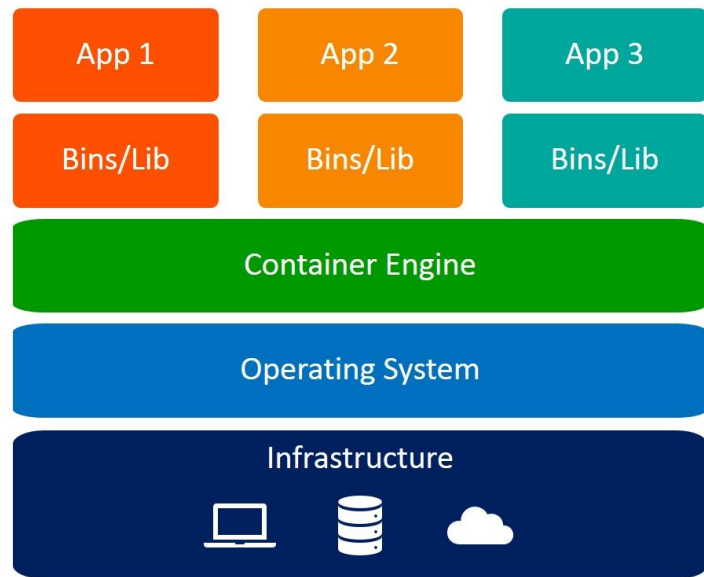 App 1
App 2
App 3
Bins/Lib
Bins/Lib
Bins/Lib
Container Engine
Operating System
Infrastructure